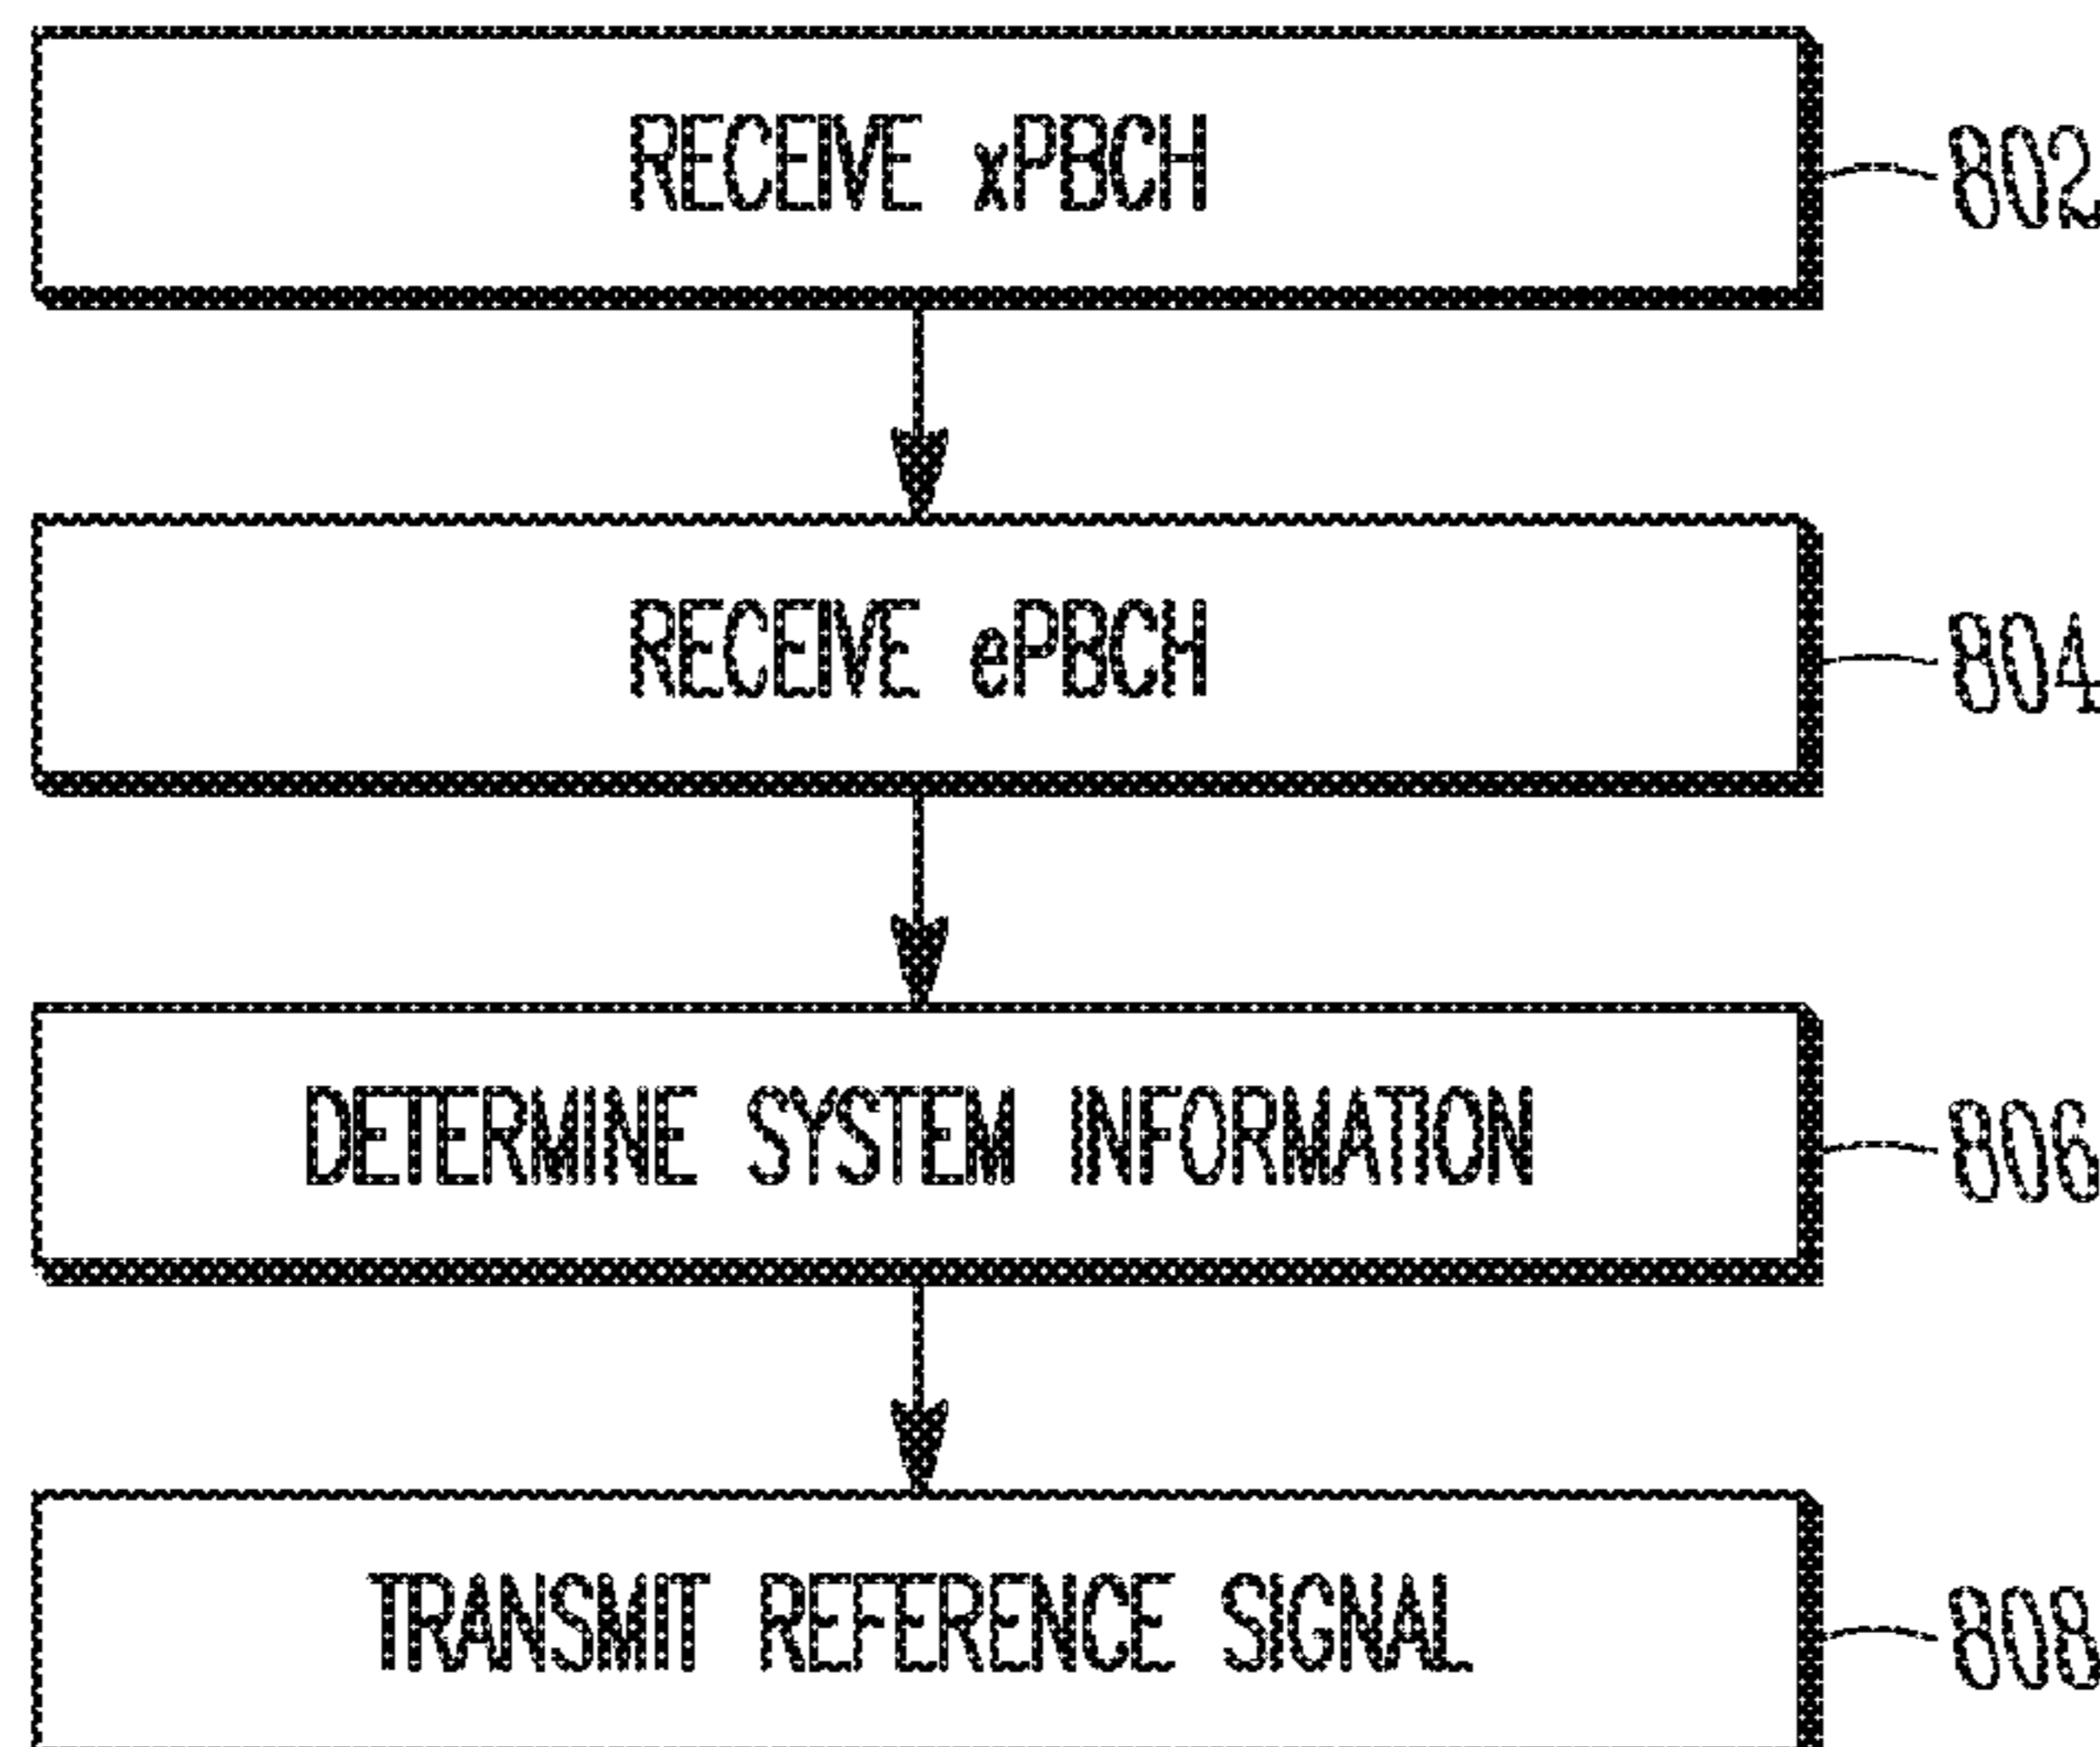 RECEIVE xPBCH
802
RECEIVE ePBCH
804
DETERMINE SYSTEM INFORMATION
806
TRANSMIT REFERENCE SIGNAL
808